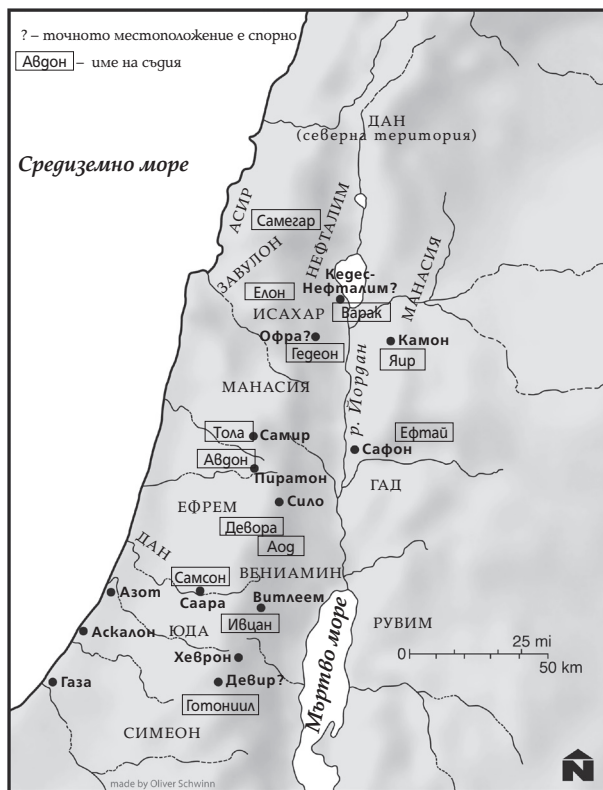 ? – точното местоположение е спорно
Авдон – име на съдия
ДАН
(северна територия)
Средиземно море
АСИР
Самегар
НЕФТАЛИМ
ЗАВУЛОН
Кедес-
Нефталим?
МАНАСИЯ
Елон
ИСАХАР
Варак
Офра?
Гедеон
Камон
Яир
МАНАСИЯ
р. Йордан
Тола
Самир
Ефтай
Авдон
Сафон
Пиратон
ГАД
Сило
ЕФРЕМ
Девора
ДАН
Аод
ВЕНИАМИН
Самсон
Азот
Саара
Витлеем
Ивцан
РУВИМ
Аскалон
ЮДА
25 mi
0
50 km
Хеврон
Мъртво море
Газа
Девир?
Готониил
СИМЕОН
N
made by Oliver Schwinn